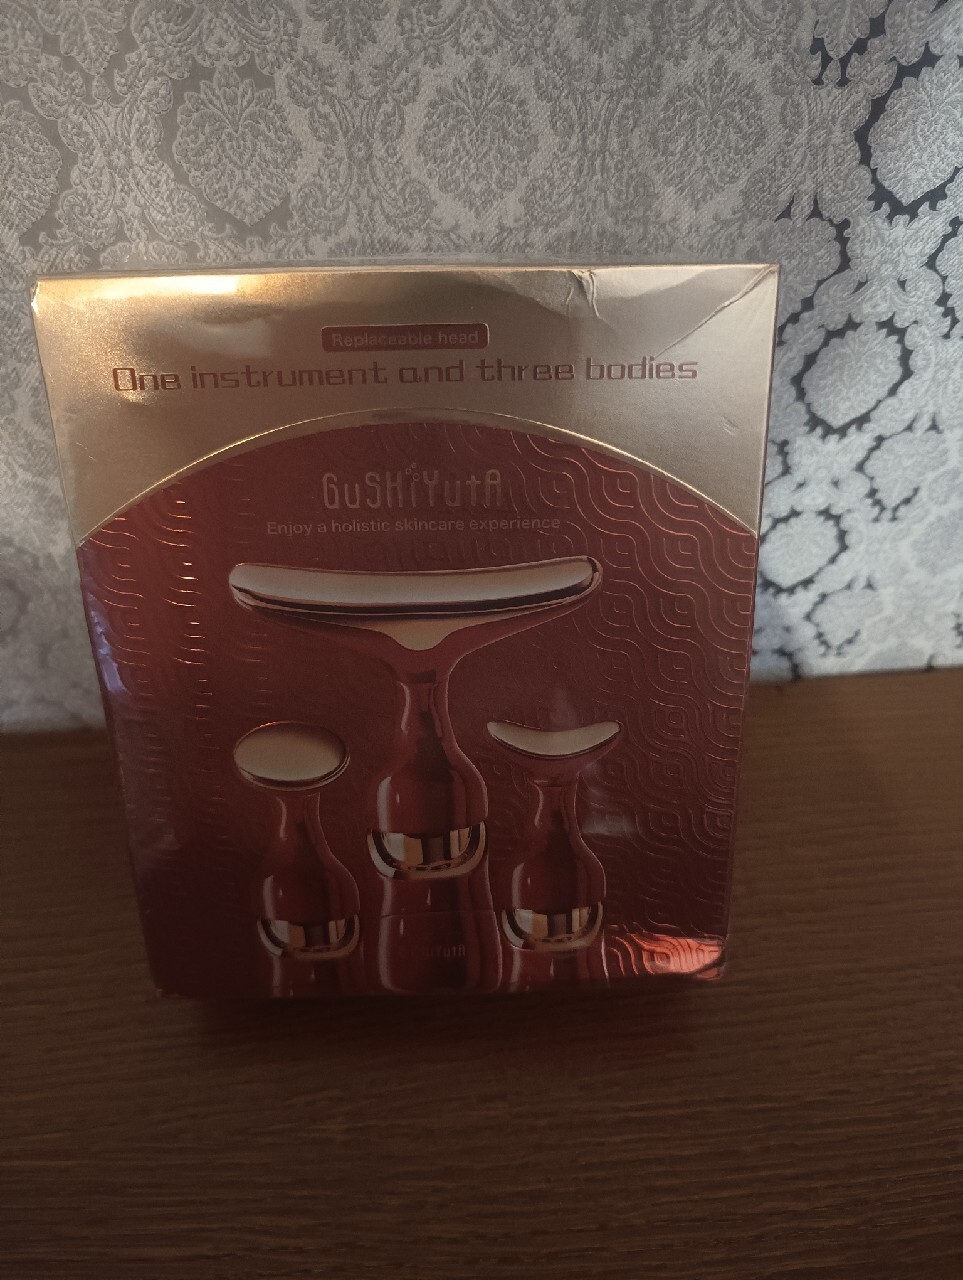 Replaceable head
One instrument and three bodies
GuSHiYutA
Enjoy a holistic skincare experience